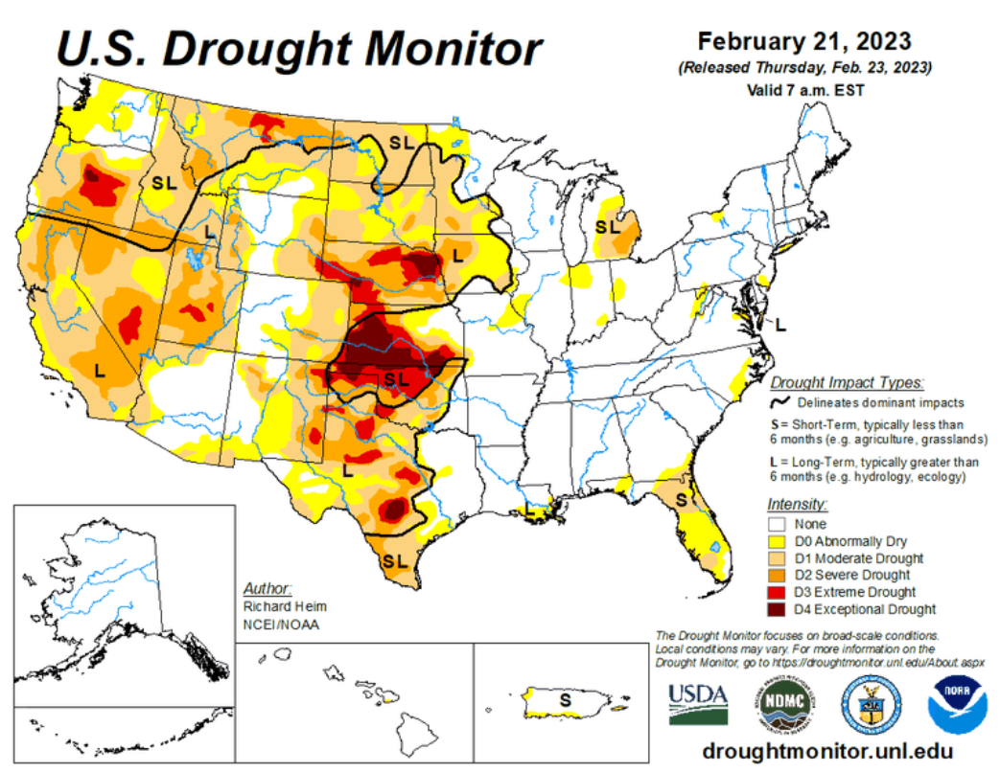 U.S. Drought Monitor
February 21, 2023
(Released Thursday, Feb. 23, 2023)
Valid 7 a.m. EST
SL
SL
L
SL
L
L
L
SL
L
S
L
SL
Drought Impact Types:
Delineates dominant impacts
S = Short-Term, typically less than
6 months (e.g. agriculture, grasslands)
L = Long-Term, typically greater than
6 months (e.g. hydrology, ecology)
Intensity:
None
D0 Abnormally Dry
D1 Moderate Drought
D2 Severe Drought
D3 Extreme Drought
D4 Exceptional Drought
Author:
Richard Heim
NCEI/NOAA
S
The Drought Monitor focuses on broad-scale conditions.
Local conditions may vary. For more information on the
Drought Monitor, go to https://droughtmonitor.unl.edu/About.aspx
USDA
NDMC
NOAA
droughtmonitor.unl.edu